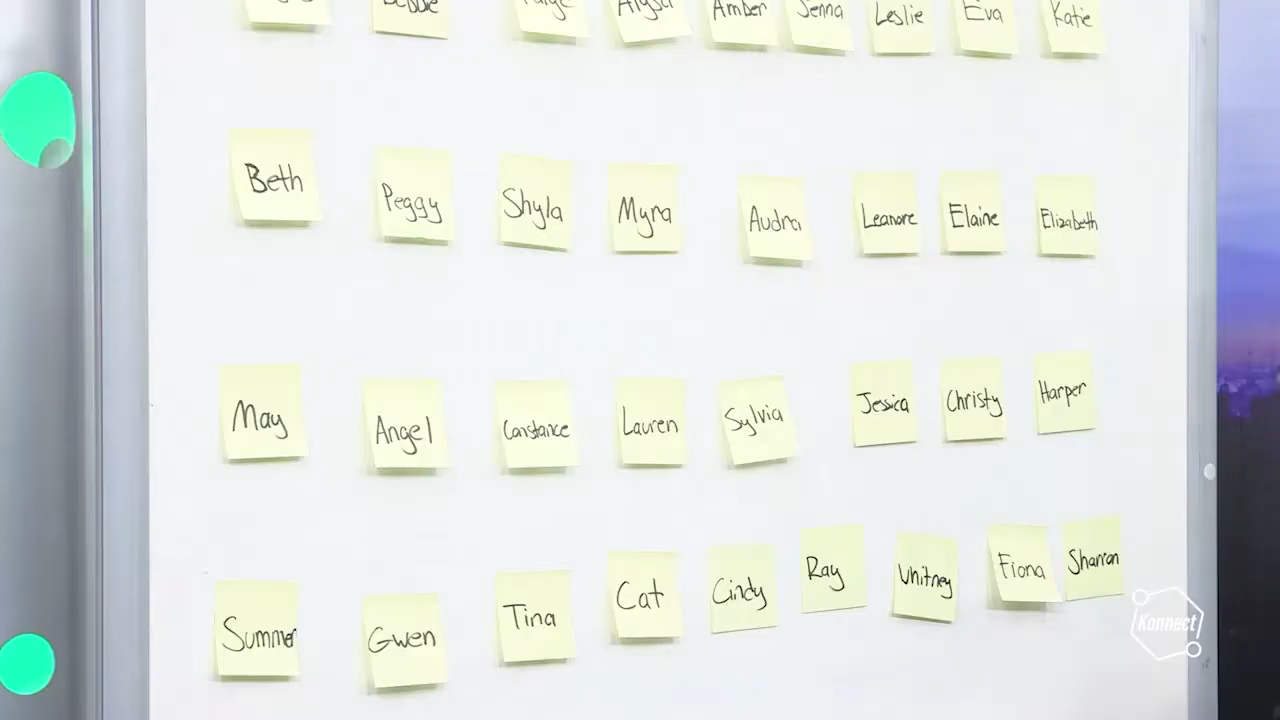 Debbie Paige Alyssa Amber Jenna Leslie Eva Katie
Beth Peggy Shyla Myra Audra Leanore Elaine Elizabeth
May Angel Constance Lauren Sylvia Jessica Christy Harper
Summer Gwen Tina Cat Cindy Ray Whitney Fiona Sharron
Konnect